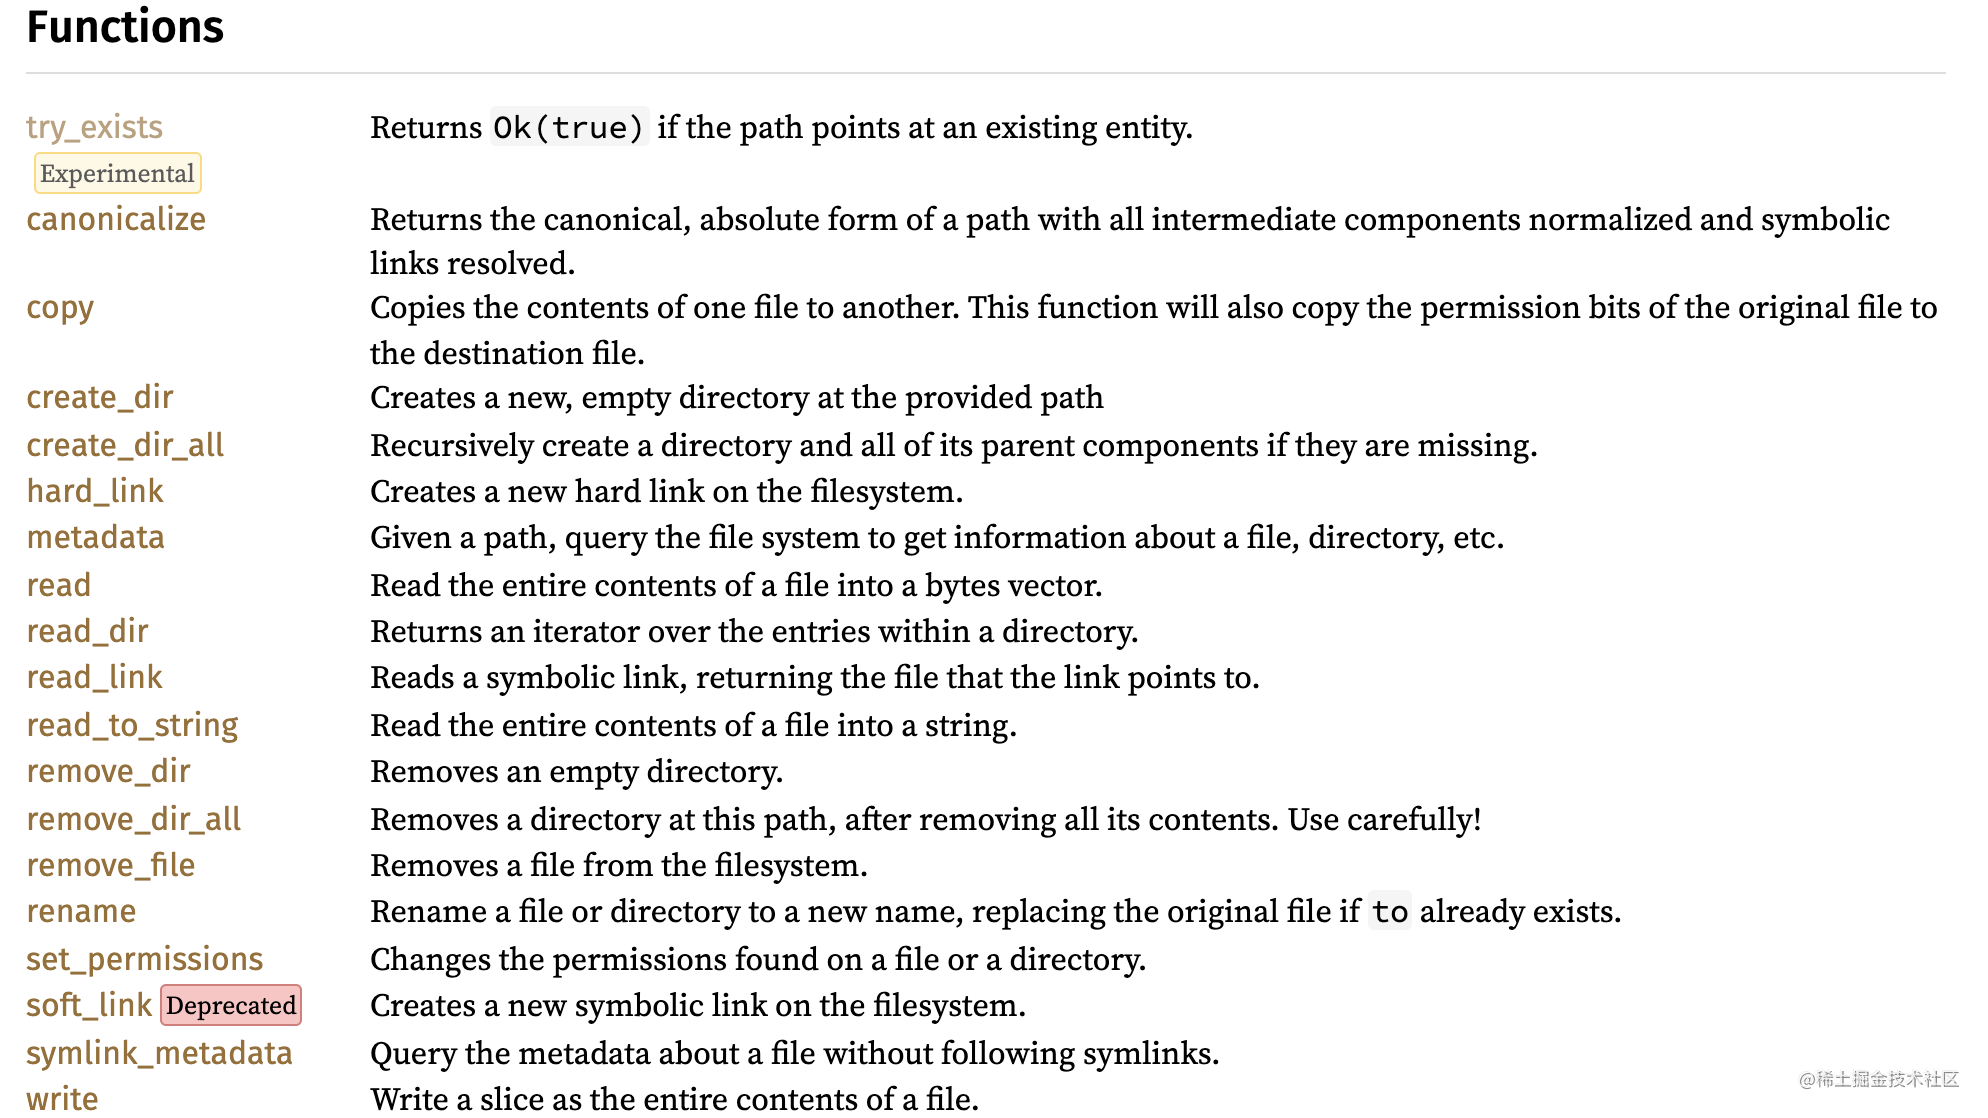 Functions
try_exists Returns Ok(true) if the path points at an existing entity.
Experimental
canonicalize Returns the canonical, absolute form of a path with all intermediate components normalized and symbolic
links resolved.
copy Copies the contents of one file to another. This function will also copy the permission bits of the original file to
the destination file.
create_dir Creates a new, empty directory at the provided path
create_dir_all Recursively create a directory and all of its parent components if they are missing.
hard_link Creates a new hard link on the filesystem.
metadata Given a path, query the file system to get information about a file, directory, etc.
read Read the entire contents of a file into a bytes vector.
read_dir Returns an iterator over the entries within a directory.
read_link Reads a symbolic link, returning the file that the link points to.
read_to_string Read the entire contents of a file into a string.
remove_dir Removes an empty directory.
remove_dir_all Removes a directory at this path, after removing all its contents. Use carefully!
remove_file Removes a file from the filesystem.
rename Rename a file or directory to a new name, replacing the original file if to already exists.
set_permissions Changes the permissions found on a file or a directory.
soft_link Deprecated Creates a new symbolic link on the filesystem.
symlink_metadata Query the metadata about a file without following symlinks.
write Write a slice as the entire contents of a file.
@稀土掘金技术社区